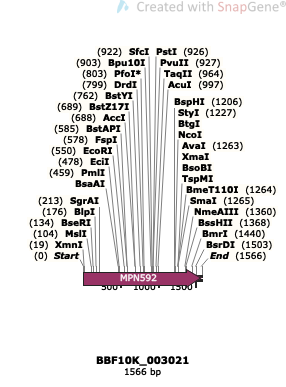 Created with SnapGene®
(922) SfcI PstI (926)
(903) Bpu10I PvuII (927)
(803) PfoI* TaqII (964)
(799) DrdI AcuI (997)
(762) BstYI
(689) BstZ17I BspHI (1206)
(688) AccI StyI (1227)
(585) BstAPI BtgI
(578) FspI NcoI
(550) EcoRI AvaI (1263)
(478) EciI XmaI
(459) PmlI BsoBI
BsaAI TspMI
BmeT110I (1264)
(213) SgrAI SmaI (1265)
(176) BlpI NmeAIII (1360)
(134) BseRI BssHII (1368)
(104) MslI BmrI (1440)
(19) XmnI BsrDI (1503)
(0) Start End (1566)
MPN592
500 1000 1500
BBF10K_003021
1566 bp